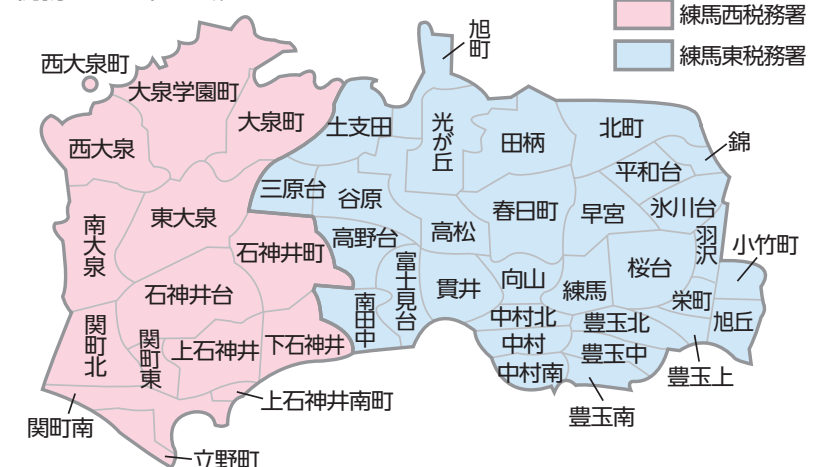 練馬西税務署
練馬東税務署
西大泉町
大泉学園町
大泉町
西大泉
南大泉
東大泉
石神井町
石神井台
関町北
関町東
上石神井
下石神井
上石神井南町
関町南
立野町
旭町
土支田
光が丘
田柄
北町
錦
平和台
三原台
谷原
春日町
早宮
氷川台
羽沢
小竹町
高野台
高松
富士見台
貫井
向山
練馬
桜台
栄町
旭丘
南田中
中村北
豊玉北
中村
豊玉中
中村南
豊玉上
豊玉南